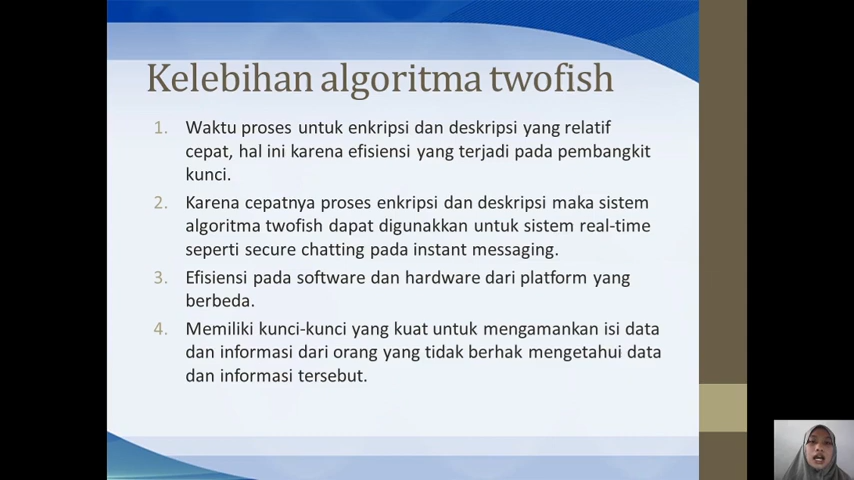 Kelebihan algoritma twofish
1. Waktu proses untuk enkripsi dan deskripsi yang relatif
cepat, hal ini karena efisiensi yang terjadi pada pembangkit
kunci.
2. Karena cepatnya proses enkripsi dan deskripsi maka sistem
algoritma twofish dapat digunakkan untuk sistem real-time
seperti secure chatting pada instant messaging.
3. Efisiensi pada software dan hardware dari platform yang
berbeda.
4. Memiliki kunci-kunci yang kuat untuk mengamankan isi data
dan informasi dari orang yang tidak berhak mengetahui data
dan informasi tersebut.